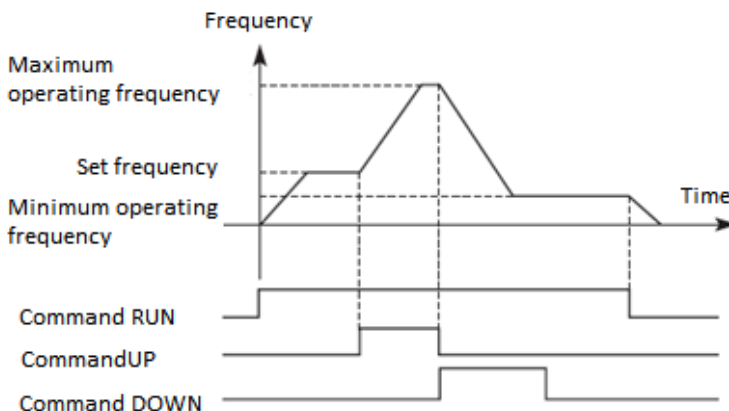 Frequency
Maximum
operating frequency
Set frequency
Time
Minimum operating
frequency
Command RUN
CommandUP
Command DOWN